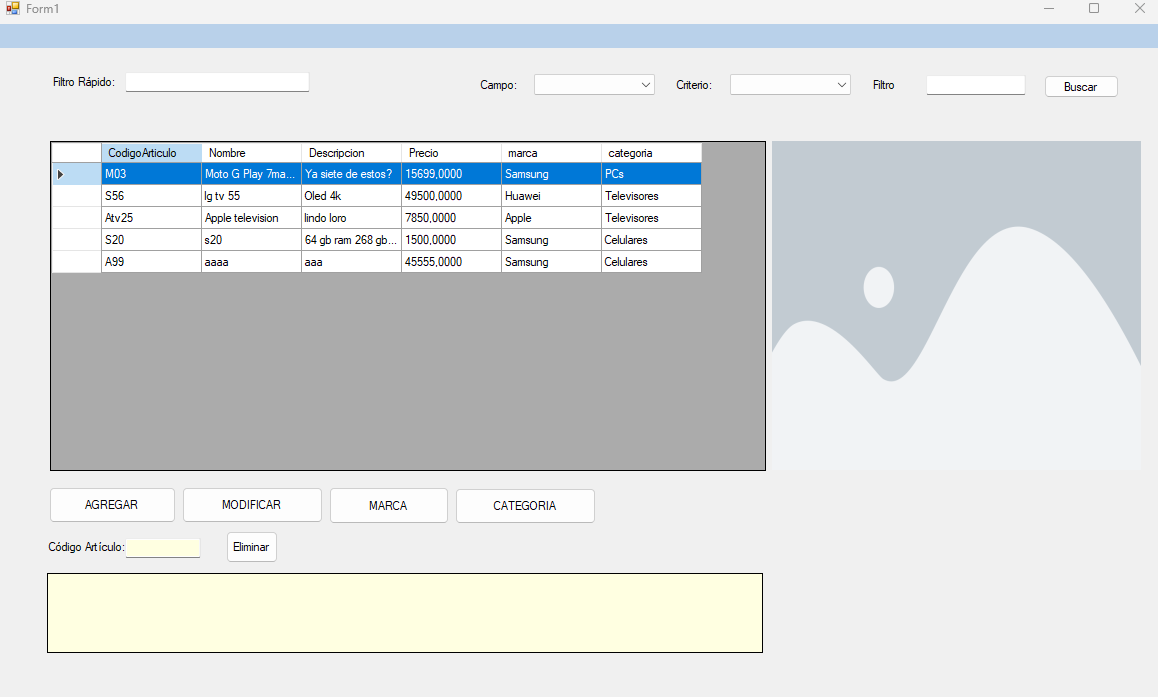 Form1
Filtro Rápido:
Campo:
Criterio:
Filtro
Buscar
CodigoArticulo Nombre Descripcion Precio marca categoria
M03 Moto G Play 7ma... Ya siete de estos? 15699,0000 Samsung PCs
S56 lg tv 55 Oled 4k 49500,0000 Huawei Televisores
Atv25 Apple television lindo loro 7850,0000 Apple Televisores
S20 s20 64 gb ram 268 gb... 1500,0000 Samsung Celulares
A99 aaaa aaa 45555,0000 Samsung Celulares
AGREGAR
MODIFICAR
MARCA
CATEGORIA
Código Artículo:
Eliminar